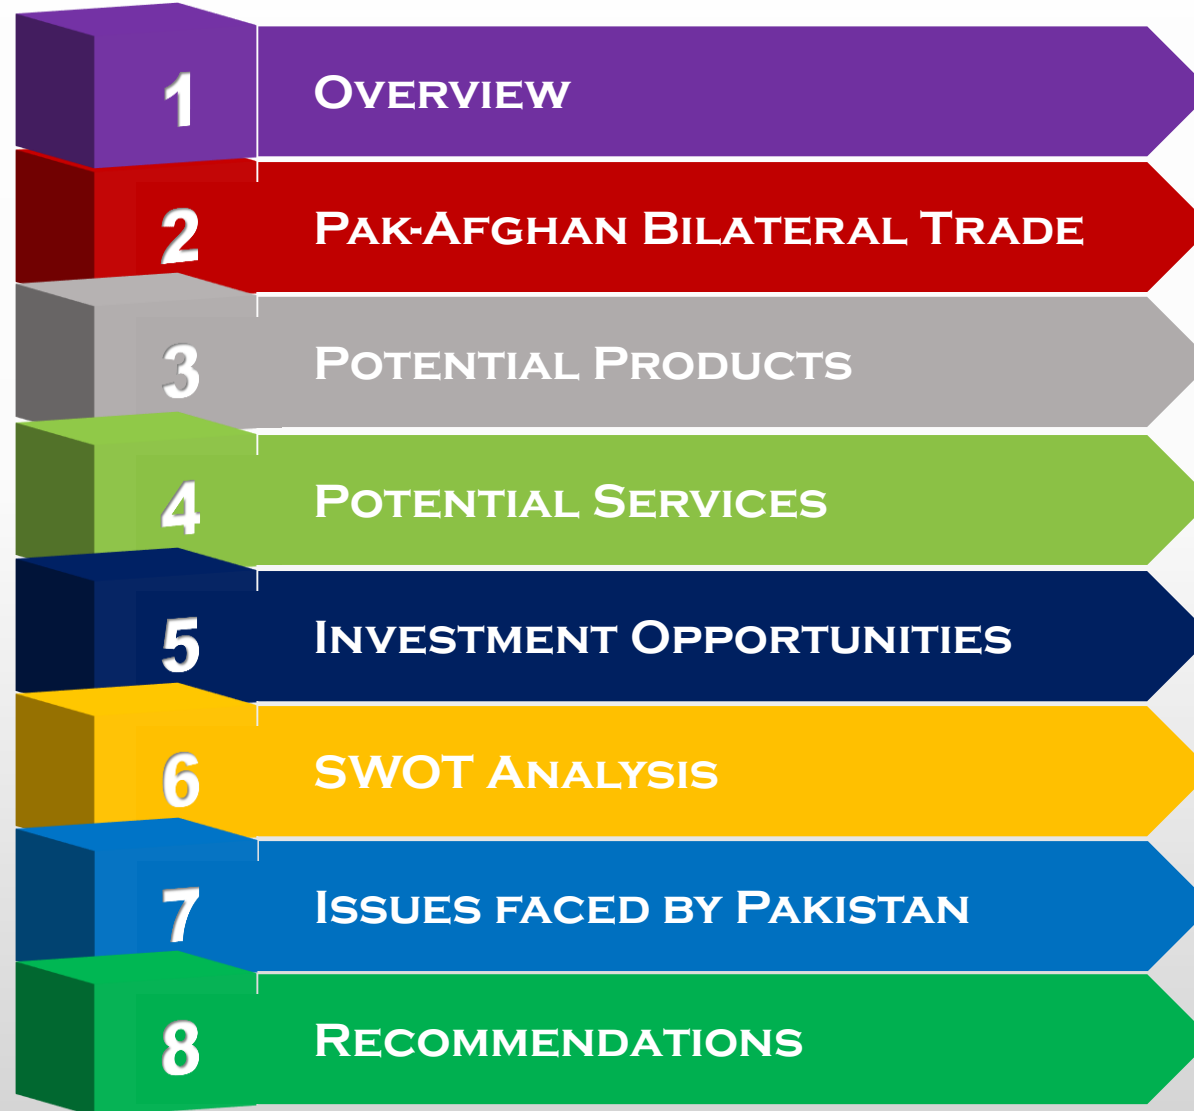 1 Overview
2 Pak-Afghan Bilateral Trade
3 Potential Products
4 Potential Services
5 Investment Opportunities
6 SWOT Analysis
7 Issues faced by Pakistan
8 Recommendations